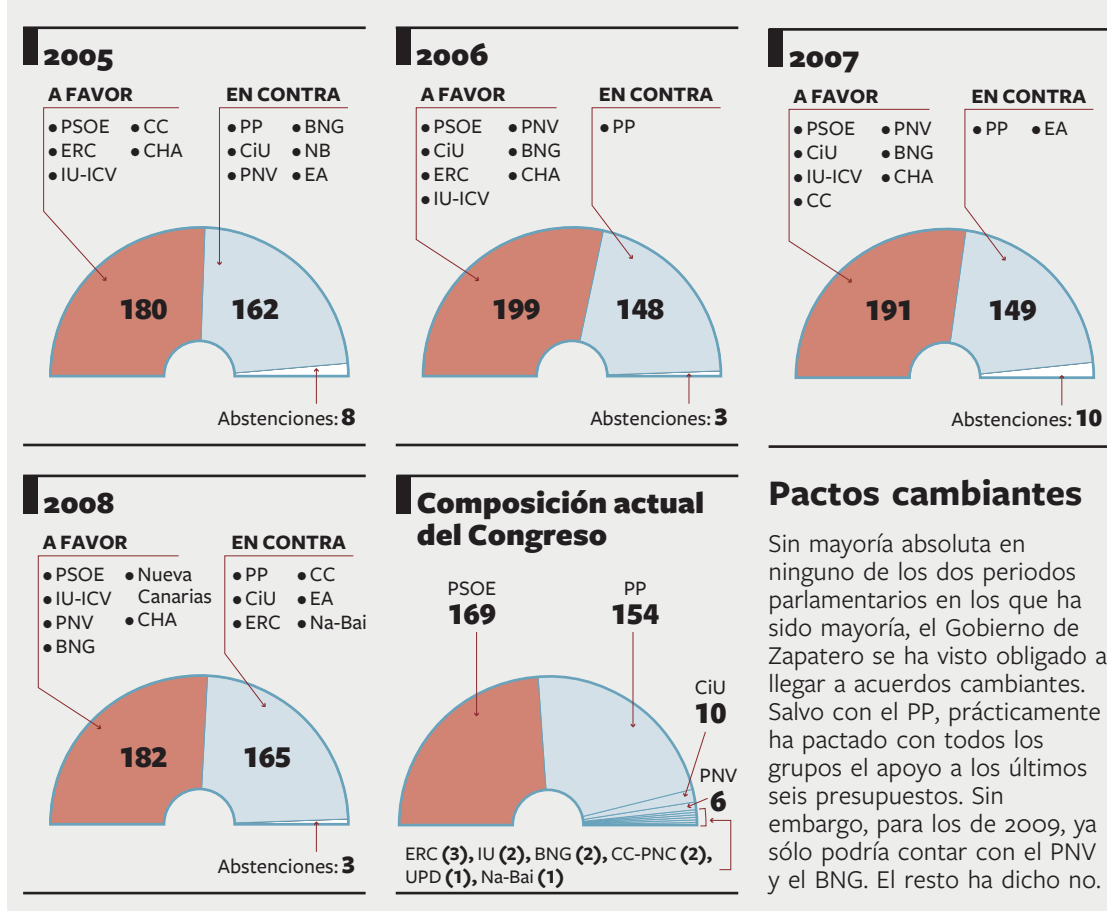 2005
A FAVOR
• PSOE
• ERC
• IU-ICV
• CC
• CHA
EN CONTRA
• PP
• CiU
• PNV
• BNG
• NB
• EA
180
162
Abstenciones: 8
2006
A FAVOR
• PSOE
• CiU
• ERC
• IU-ICV
• PNV
• BNG
• CHA
EN CONTRA
• PP
199
148
Abstenciones: 3
2007
A FAVOR
• PSOE
• CiU
• IU-ICV
• CC
• PNV
• BNG
• CHA
EN CONTRA
• PP
• EA
191
149
Abstenciones: 10
2008
A FAVOR
• PSOE
• IU-ICV
• PNV
• BNG
• Nueva
Canarias
• CHA
EN CONTRA
• PP
• CiU
• ERC
• CC
• EA
• Na-Bai
182
165
Abstenciones: 3
Composición actual
del Congreso
PSOE
169
PP
154
CiU
10
PNV
6
ERC (3), IU (2), BNG (2), CC-PNC (2),
UPD (1), Na-Bai (1)
Pactos cambiantes
Sin mayoría absoluta en
ninguno de los dos periodos
parlamentarios en los que ha
sido mayoría, el Gobierno de
Zapatero se ha visto obligado a
llegar a acuerdos cambiantes.
Salvo con el PP, prácticamente
ha pactado con todos los
grupos el apoyo a los últimos
seis presupuestos. Sin
embargo, para los de 2009, ya
sólo podría contar con el PNV
y el BNG. El resto ha dicho no.